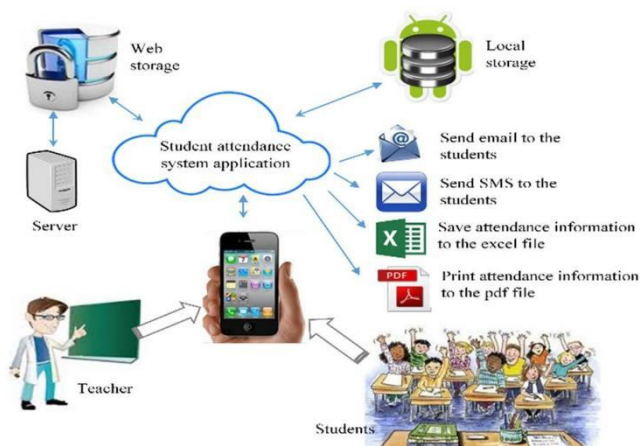 Web
storage
Local
storage
Student attendance
system application
Send email to the
students
Server
Send SMS to the
students
X
Save attendance information
to the excel file
PDF
Print attendance information
to the pdf file
Teacher
Students